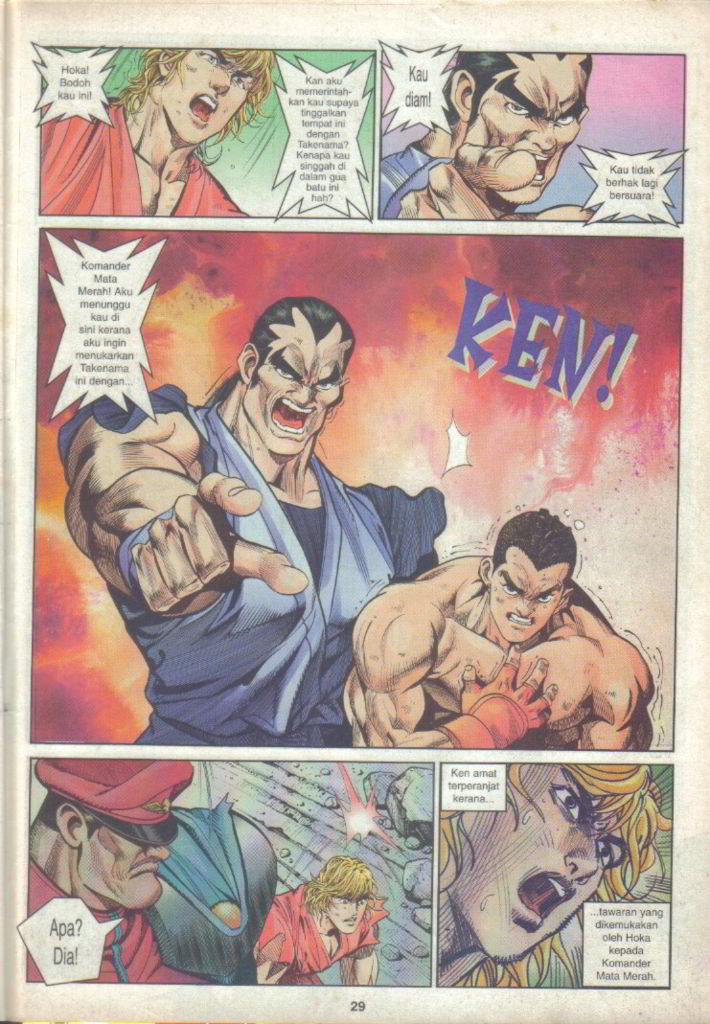 Hoka!
Bodoh
kau ini!
Kan aku
memerintah-
kan kau supaya
tinggalkan
tempat ini
dengan
Takenama?
Kenapa kau
singgah di
dalam gua
batu ini
hah?
Kau
diam!
Kau tidak
berhak lagi
bersuara!
Komander
Mata
Merah! Aku
menunggu
kau di
sini kerana
aku ingin
menukarkan
Takenama
ini dengan...
KEN!
Apa?
Dia!
Ken amat
terperanjat
kerana...
...tawaran yang
dikemukakan
oleh Hoka
kepada
Komander
Mata Merah.
29